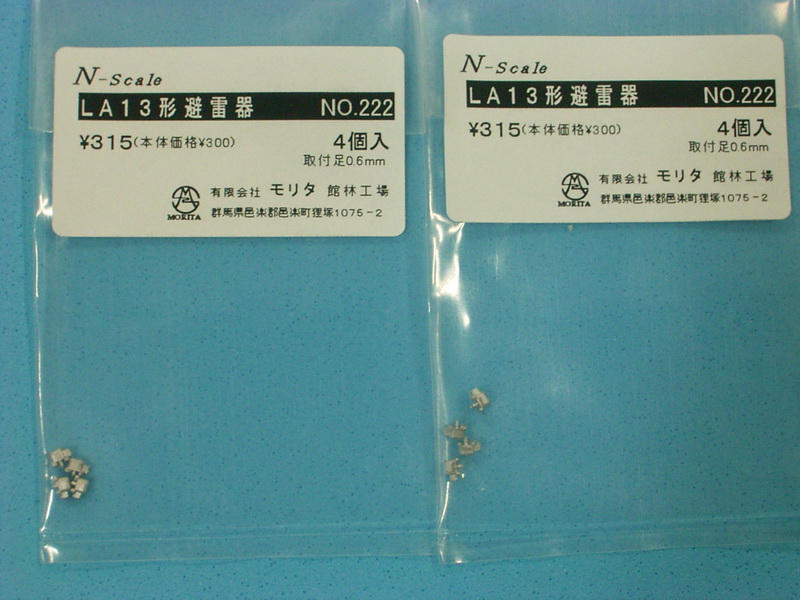 N-Scale
LA13形避雷器 NO.222
¥315(本体価格¥300) 4個入
取付足0.6mm
MORITA 有限会社 モリタ 館林工場
群馬県邑楽郡邑楽町狸塚1075-2
N-Scale
LA13形避雷器 NO.222
¥315(本体価格¥300) 4個入
取付足0.6mm
MORITA 有限会社 モリタ 館林工場
群馬県邑楽郡邑楽町狸塚1075-2